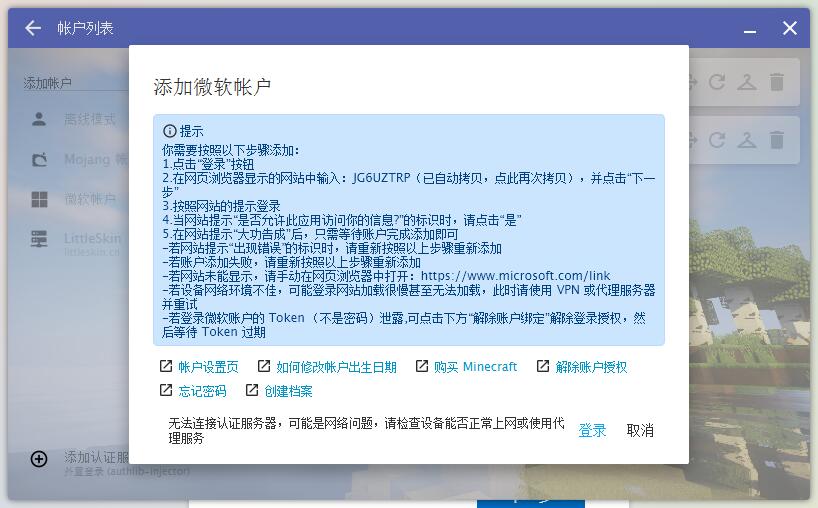 帐户列表
添加帐户
离线模式
Mojang 帐
微软帐户
LittleSkin
littleskin.cn
添加认证服
外置登录 (authlib-injector)
添加微软帐户
提示
你需要按照以下步骤添加：
1.点击“登录”按钮
2.在网页浏览器显示的网站中输入：JG6UZTRP（已自动拷贝，点此再次拷贝），并点击“下一
步”
3.按照网站的提示登录
4.当网站提示“是否允许此应用访问你的信息?”的标识时，请点击“是”
5.在网站提示“大功告成”后，只需等待账户完成添加即可
-若网站提示“出现错误”的标识时，请重新按照以上步骤重新添加
-若账户添加失败，请重新按照以上步骤重新添加
-若网站未能显示，请手动在网页浏览器中打开：https://www.microsoft.com/link
-若设备网络环境不佳，可能登录网站加载很慢甚至无法加载，此时请使用 VPN 或代理服务器
并重试
-若登录微软账户的 Token （不是密码）泄露,可点击下方“解除账户绑定”解除登录授权，然
后等待 Token 过期
帐户设置页 如何修改帐户出生日期 购买 Minecraft 解除账户授权
忘记密码 创建档案
无法连接认证服务器，可能是网络问题，请检查设备能否正常上网或使用代
理服务
登录 取消